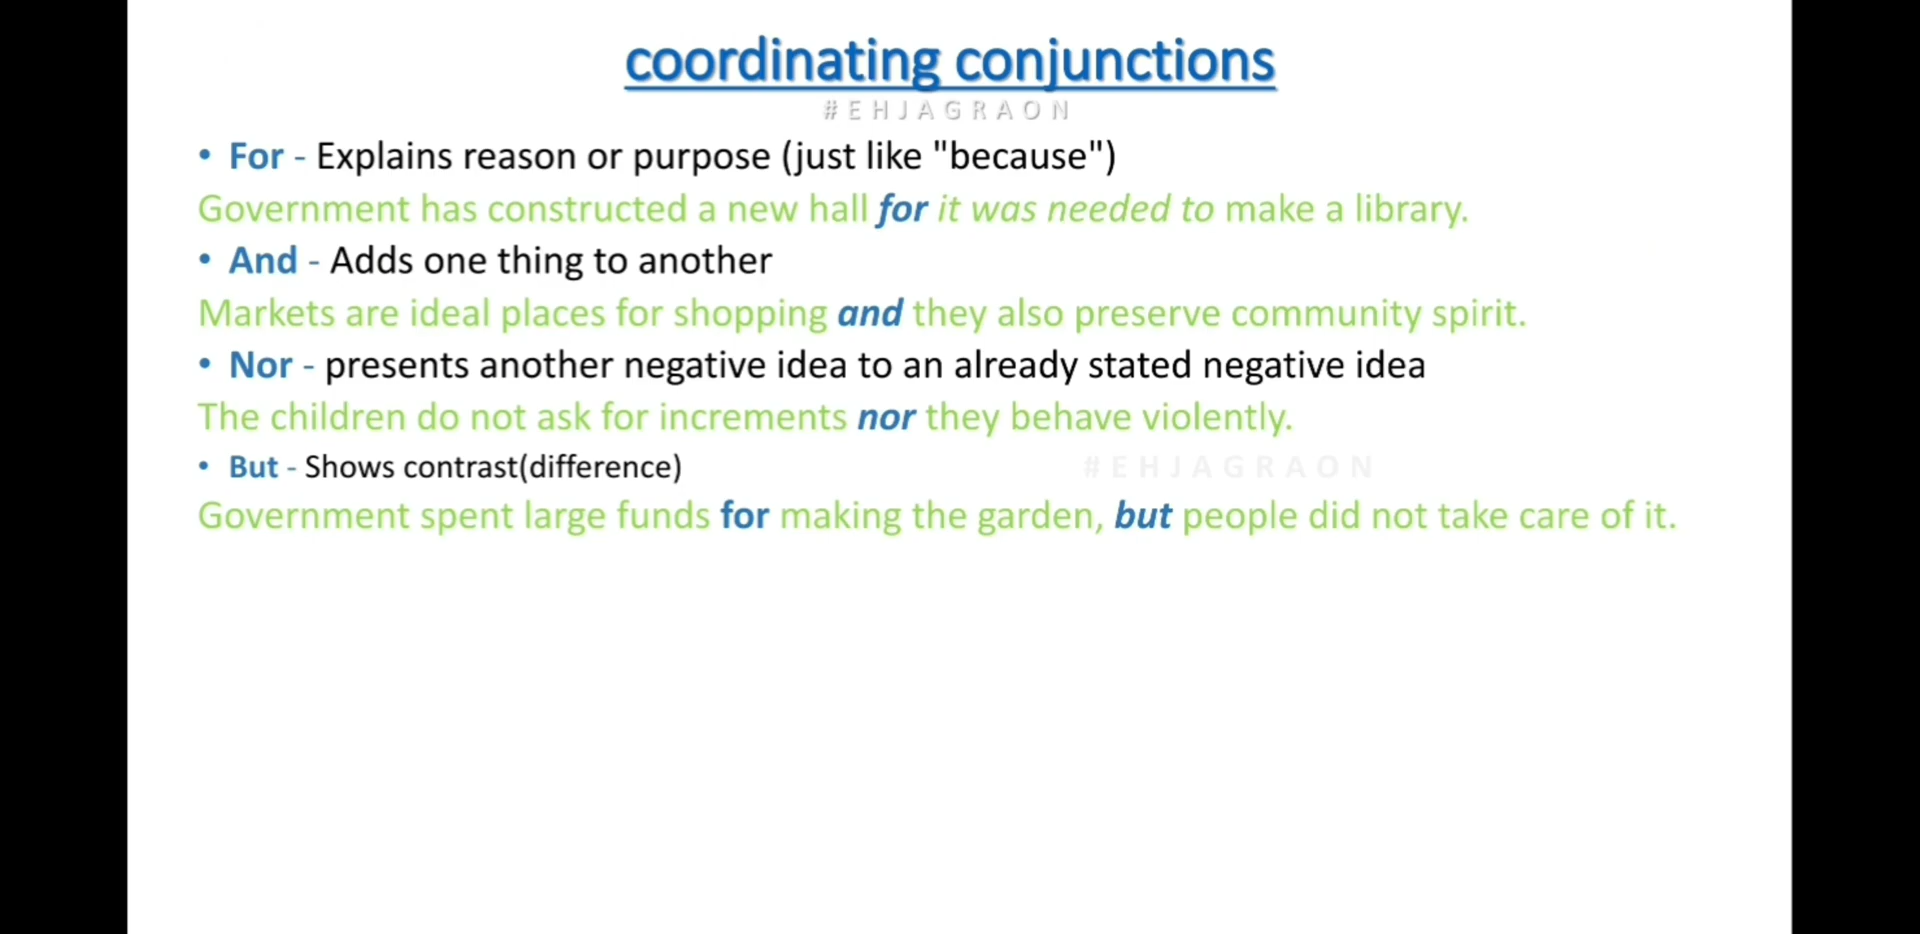 coordinating conjunctions
#EHJAGRAON
• For - Explains reason or purpose (just like "because")
Government has constructed a new hall for it was needed to make a library.
• And - Adds one thing to another
Markets are ideal places for shopping and they also preserve community spirit.
• Nor - presents another negative idea to an already stated negative idea
The children do not ask for increments nor they behave violently.
• But - Shows contrast(difference)
#EHJAGRAON
Government spent large funds for making the garden, but people did not take care of it.